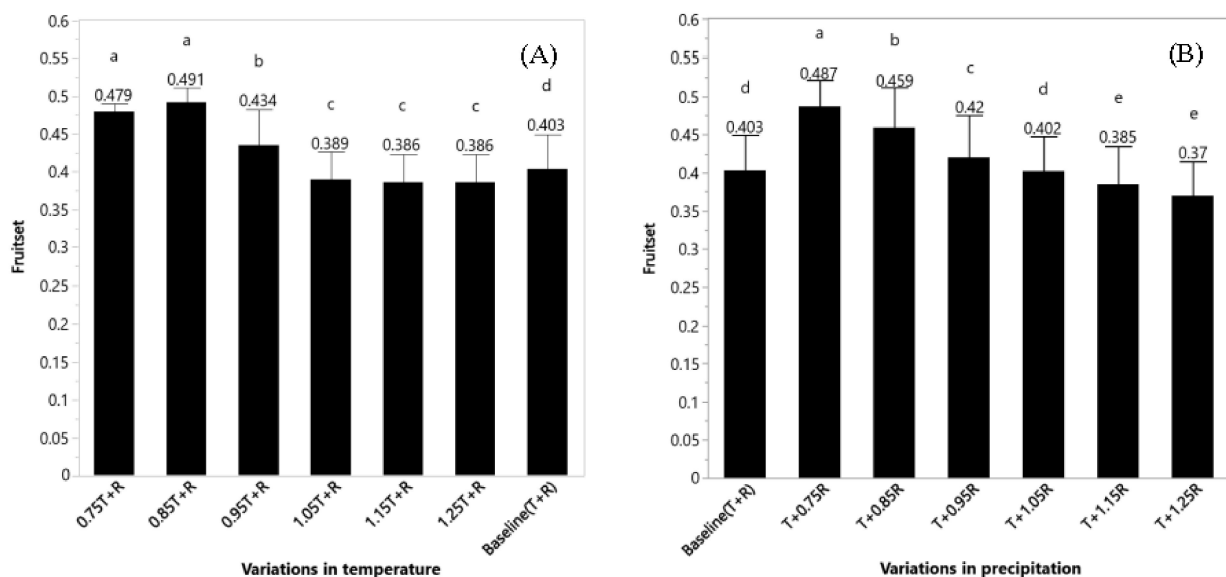 0.6
0.55
0.5
0.45
0.4
0.35
0.3
0.25
0.2
0.15
0.1
0.05
0
Fruitset
(A)
a
a
b
c
c
c
d
0.479
0.491
0.434
0.389
0.386
0.386
0.403
0.75T+R
0.85T+R
0.95T+R
1.05T+R
1.15T+R
1.25T+R
Baseline(T+R)
Variations in temperature
0.6
0.55
0.5
0.45
0.4
0.35
0.3
0.25
0.2
0.15
0.1
0.05
0
Fruitset
(B)
d
a
b
c
d
e
e
0.403
0.487
0.459
0.42
0.402
0.385
0.37
Baseline(T+R)
T+0.75R
T+0.85R
T+0.95R
T+1.05R
T+1.15R
T+1.25R
Variations in precipitation